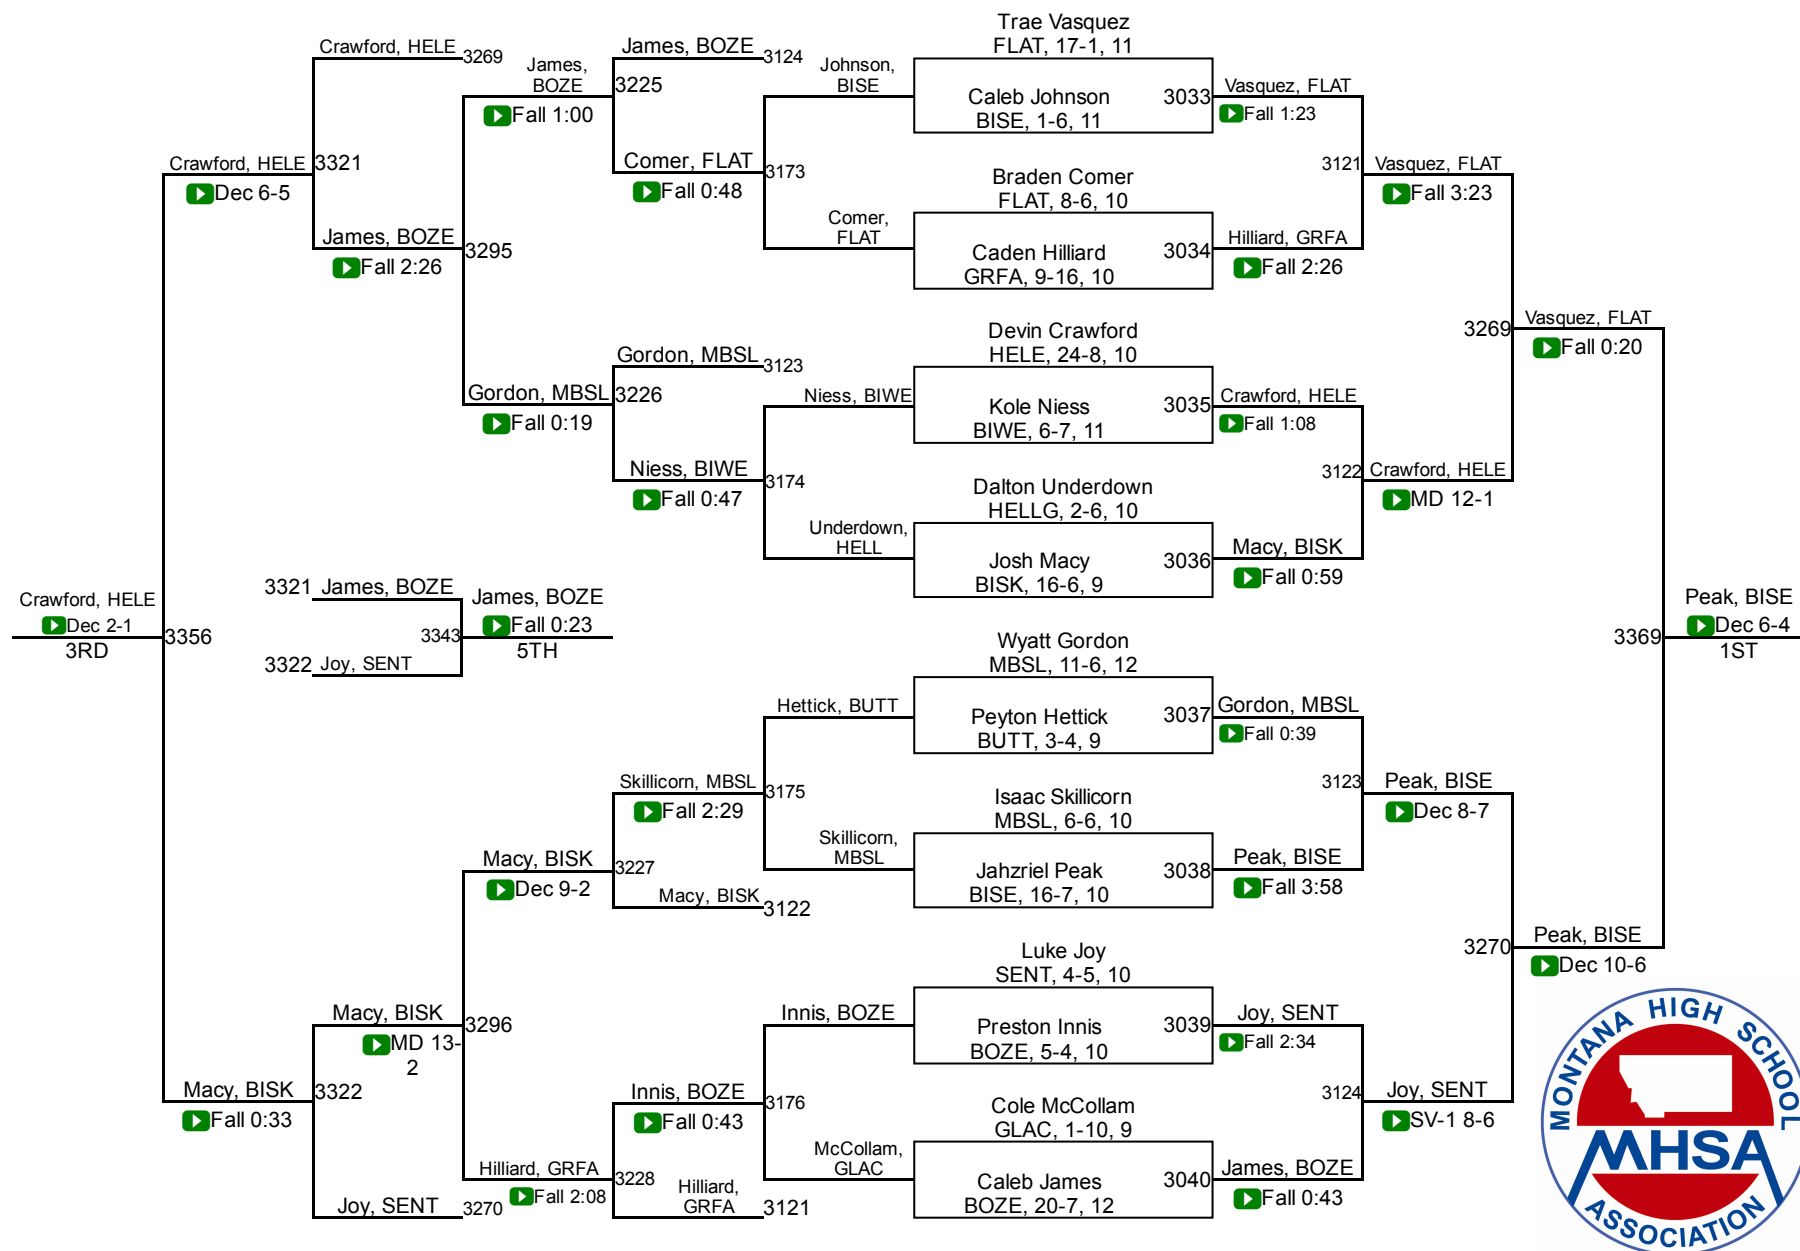 Trae Vasquez
FLAT, 17-1, 11
Crawford, HELE
3269
James, BOZE
3124
James,
BOZE
3225
Johnson,
BISE
Caleb Johnson
BISE, 1-6, 11
3033
Vasquez, FLAT
Fall 1:23
Fall 1:00
Crawford, HELE
3321
Dec 6-5
Comer, FLAT
3173
Fall 0:48
3121
Vasquez, FLAT
Fall 3:23
Braden Comer
FLAT, 8-6, 10
Comer,
FLAT
Caden Hilliard
GRFA, 9-16, 10
3034
Hilliard, GRFA
Fall 2:26
James, BOZE
3295
Fall 2:26
Devin Crawford
HELE, 24-8, 10
3269
Vasquez, FLAT
Fall 0:20
Gordon, MBSL
3123
Gordon, MBSL
3226
Fall 0:19
Niess, BIWE
Kole Niess
BIWE, 6-7, 11
3035
Crawford, HELE
Fall 1:08
Niess, BIWE
3174
Fall 0:47
3122
Crawford, HELE
MD 12-1
Dalton Underdown
HELLG, 2-6, 10
Underdown,
HELL
Josh Macy
BISK, 16-6, 9
3036
Macy, BISK
Fall 0:59
3321
James, BOZE
Crawford, HELE
Dec 2-1
3RD
3356
3343
James, BOZE
Fall 0:23
5TH
3322
Joy, SENT
3369
Peak, BISE
Dec 6-4
1ST
Wyatt Gordon
MBSL, 11-6, 12
Hettick, BUTT
Peyton Hettick
BUTT, 3-4, 9
3037
Gordon, MBSL
Fall 0:39
Skillicorn, MBSL
3175
Fall 2:29
3123
Peak, BISE
Dec 8-7
Isaac Skillicorn
MBSL, 6-6, 10
Skillicorn,
MBSL
Jahzriel Peak
BISE, 16-7, 10
3038
Peak, BISE
Fall 3:58
Macy, BISK
3227
Dec 9-2
Macy, BISK
3122
Luke Joy
SENT, 4-5, 10
3270
Peak, BISE
Dec 10-6
Macy, BISK
3296
MD 13-
2
Innis, BOZE
Preston Innis
BOZE, 5-4, 10
3039
Joy, SENT
Fall 2:34
Macy, BISK
3322
Fall 0:33
Innis, BOZE
3176
Fall 0:43
3124
Joy, SENT
SV-1 8-6
Cole McCollam
GLAC, 1-10, 9
McCollam,
GLAC
Caleb James
BOZE, 20-7, 12
3040
James, BOZE
Fall 0:43
Hilliard, GRFA
3228
Fall 2:08
Hilliard,
GRFA
3121
Joy, SENT
3270
MONTANA HIGH SCHOOL
MHSA
ASSOCIATION